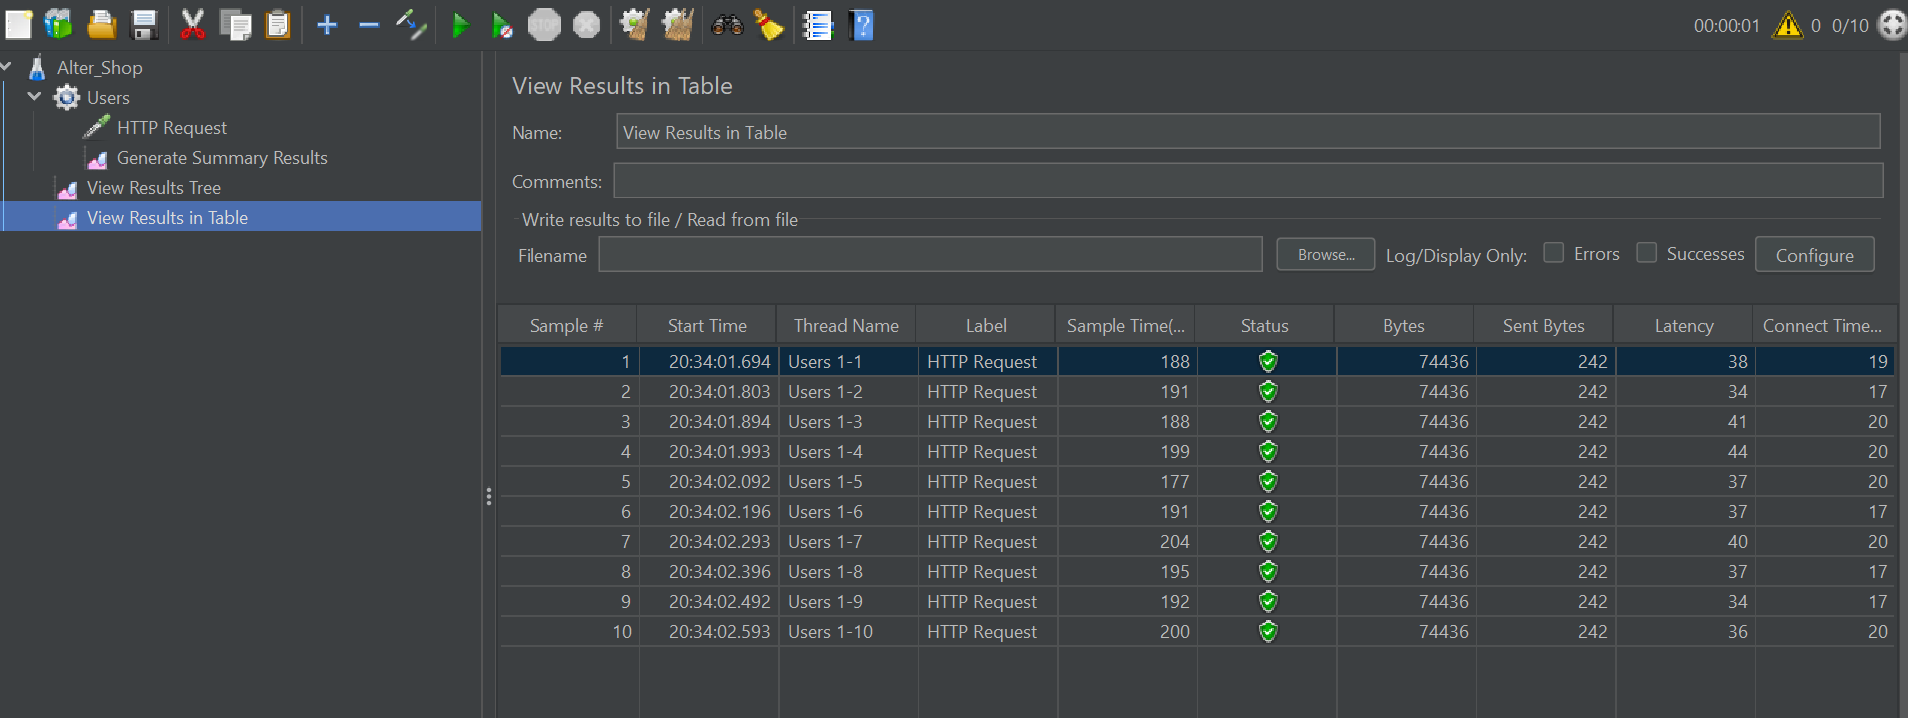 00:00:01 0 0/10
Alter_Shop
Users
HTTP Request
Generate Summary Results
View Results Tree
View Results in Table
View Results in Table
Name: View Results in Table
Comments:
Write results to file / Read from file
Filename Browse... Log/Display Only: Errors Successes Configure
Sample # Start Time Thread Name Label Sample Time(... Status Bytes Sent Bytes Latency Connect Time...
1 20:34:01.694 Users 1-1 HTTP Request 188 74436 242 38 19
2 20:34:01.803 Users 1-2 HTTP Request 191 74436 242 34 17
3 20:34:01.894 Users 1-3 HTTP Request 188 74436 242 41 20
4 20:34:01.993 Users 1-4 HTTP Request 199 74436 242 44 20
5 20:34:02.092 Users 1-5 HTTP Request 177 74436 242 37 20
6 20:34:02.196 Users 1-6 HTTP Request 191 74436 242 37 17
7 20:34:02.293 Users 1-7 HTTP Request 204 74436 242 40 20
8 20:34:02.396 Users 1-8 HTTP Request 195 74436 242 37 17
9 20:34:02.492 Users 1-9 HTTP Request 192 74436 242 34 17
10 20:34:02.593 Users 1-10 HTTP Request 200 74436 242 36 20